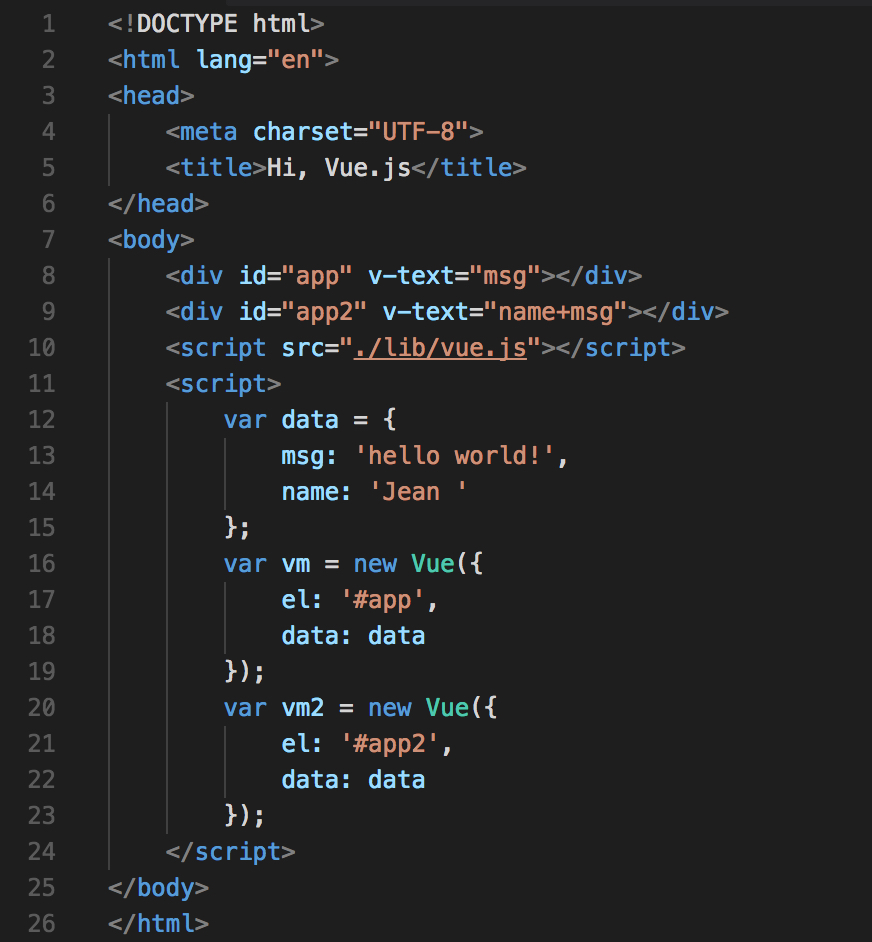 1 <!DOCTYPE html>
2 <html lang="en">
3 <head>
4     <meta charset="UTF-8">
5     <title>Hi, Vue.js</title>
6 </head>
7 <body>
8     <div id="app" v-text="msg"></div>
9     <div id="app2" v-text="name+msg"></div>
10     <script src="./lib/vue.js"></script>
11     <script>
12         var data = {
13             msg: 'hello world!',
14             name: 'Jean '
15         };
16         var vm = new Vue({
17             el: '#app',
18             data: data
19         });
20         var vm2 = new Vue({
21             el: '#app2',
22             data: data
23         });
24     </script>
25 </body>
26 </html>